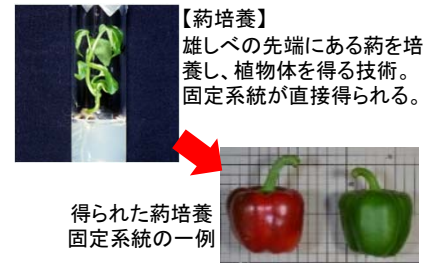 【葯培養】
雄しべの先端にある葯を培
養し、植物体を得る技術。
固定系統が直接得られる。
得られた葯培養
固定系統の一例